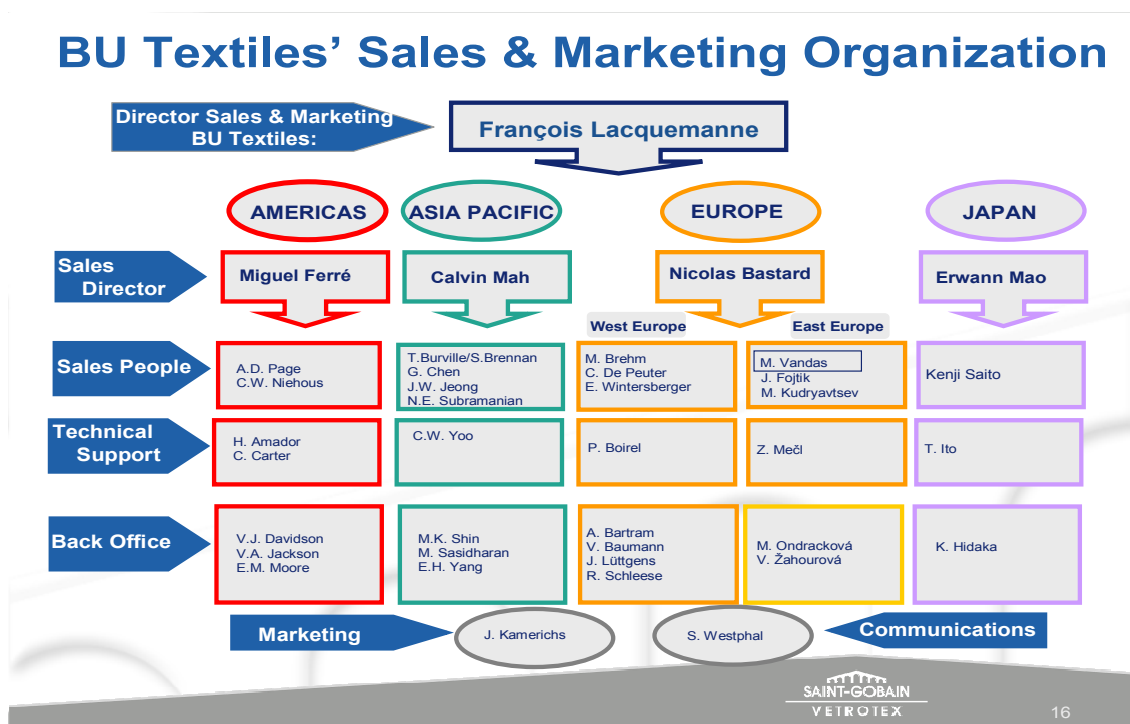 BU Textiles’ Sales & Marketing Organization
Director Sales & Marketing
BU Textiles:
François Lacquemanne
AMERICAS
ASIA PACIFIC
EUROPE
JAPAN
Sales
Director
Miguel Ferré
Calvin Mah
Nicolas Bastard
Erwann Mao
West Europe
East Europe
Sales People
A.D. Page
C.W. Niehous
T.Burville/S.Brennan
G. Chen
J.W. Jeong
N.E. Subramanian
M. Brehm
C. De Peuter
E. Wintersberger
M. Vandas
J. Fojtik
M. Kudryavtsev
Kenji Saito
Technical
Support
H. Amador
C. Carter
C.W. Yoo
P. Boirel
Z. Mečl
T. Ito
Back Office
V.J. Davidson
V.A. Jackson
E.M. Moore
M.K. Shin
M. Sasidharan
E.H. Yang
A. Bartram
V. Baumann
J. Lüttgens
R. Schleese
M. Ondracková
V. Žahourová
K. Hidaka
Marketing
J. Kamerichs
S. Westphal
Communications
SAINT-GOBAIN
VETROTEX
16